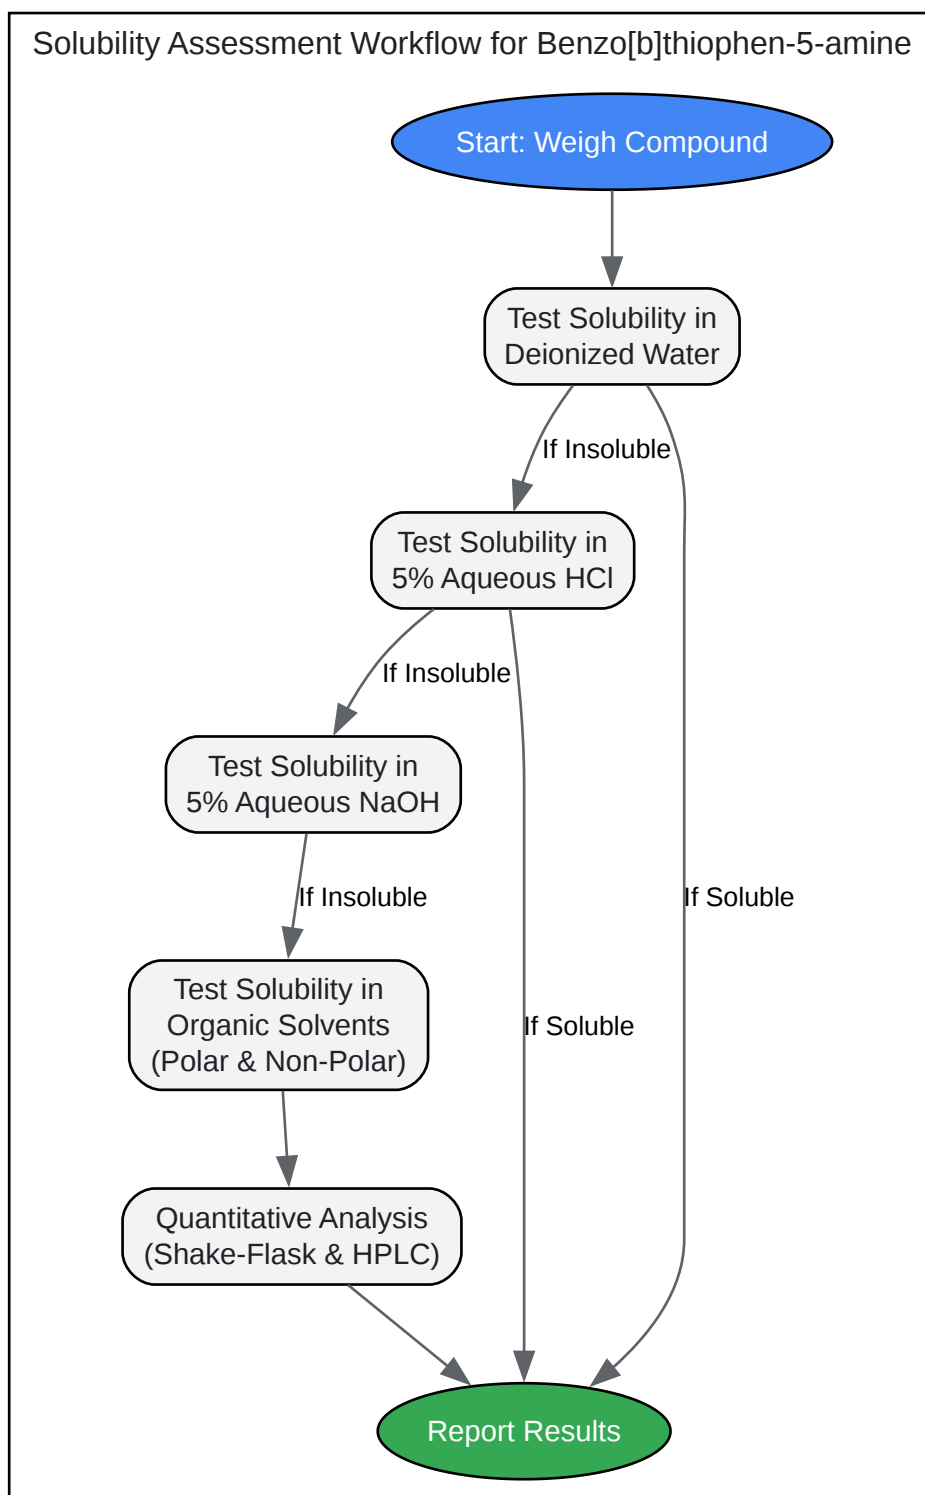 Solubility Assessment Workflow for Benzo[b]thiophen-5-amine
Start: Weigh Compound
Test Solubility in
Deionized Water
If Insoluble
Test Solubility in
5% Aqueous HCl
If Insoluble
Test Solubility in
5% Aqueous NaOH
If Insoluble
If Soluble
Test Solubility in
Organic Solvents
(Polar & Non-Polar)
If Soluble
Quantitative Analysis
(Shake-Flask & HPLC)
Report Results